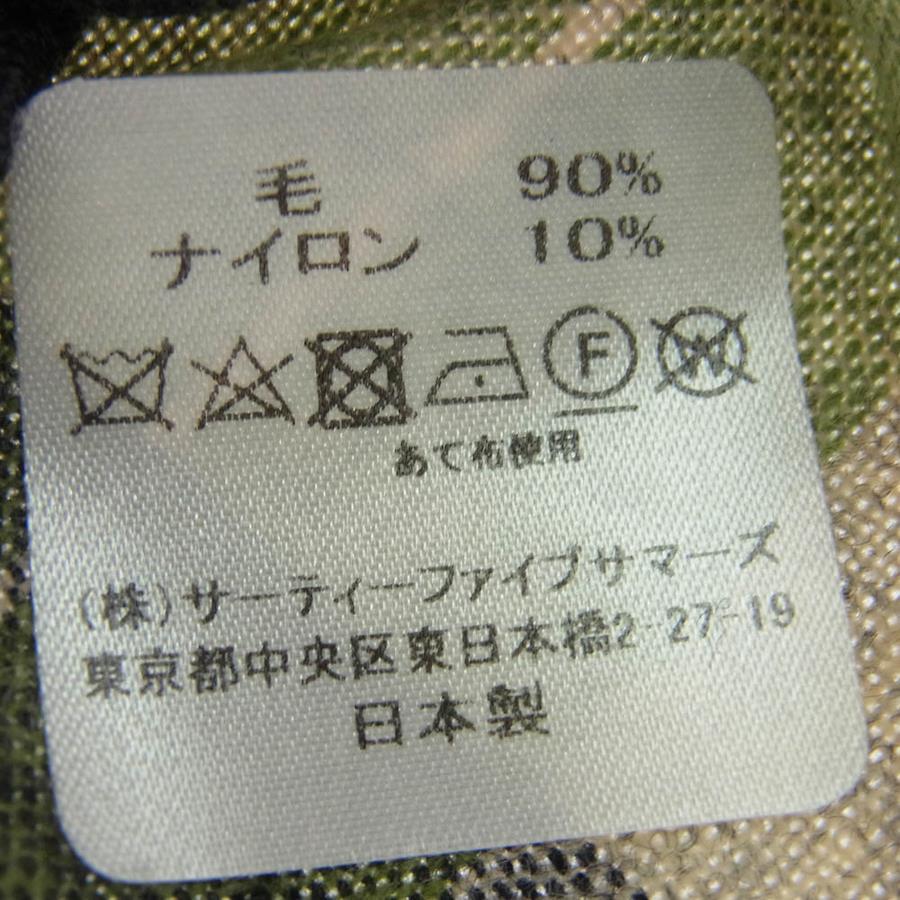 毛 90%
ナイロン 10%
F W
あて布使用
(株)サーティーファイブサマーズ
東京都中央区東日本橋2-27-19
日本製